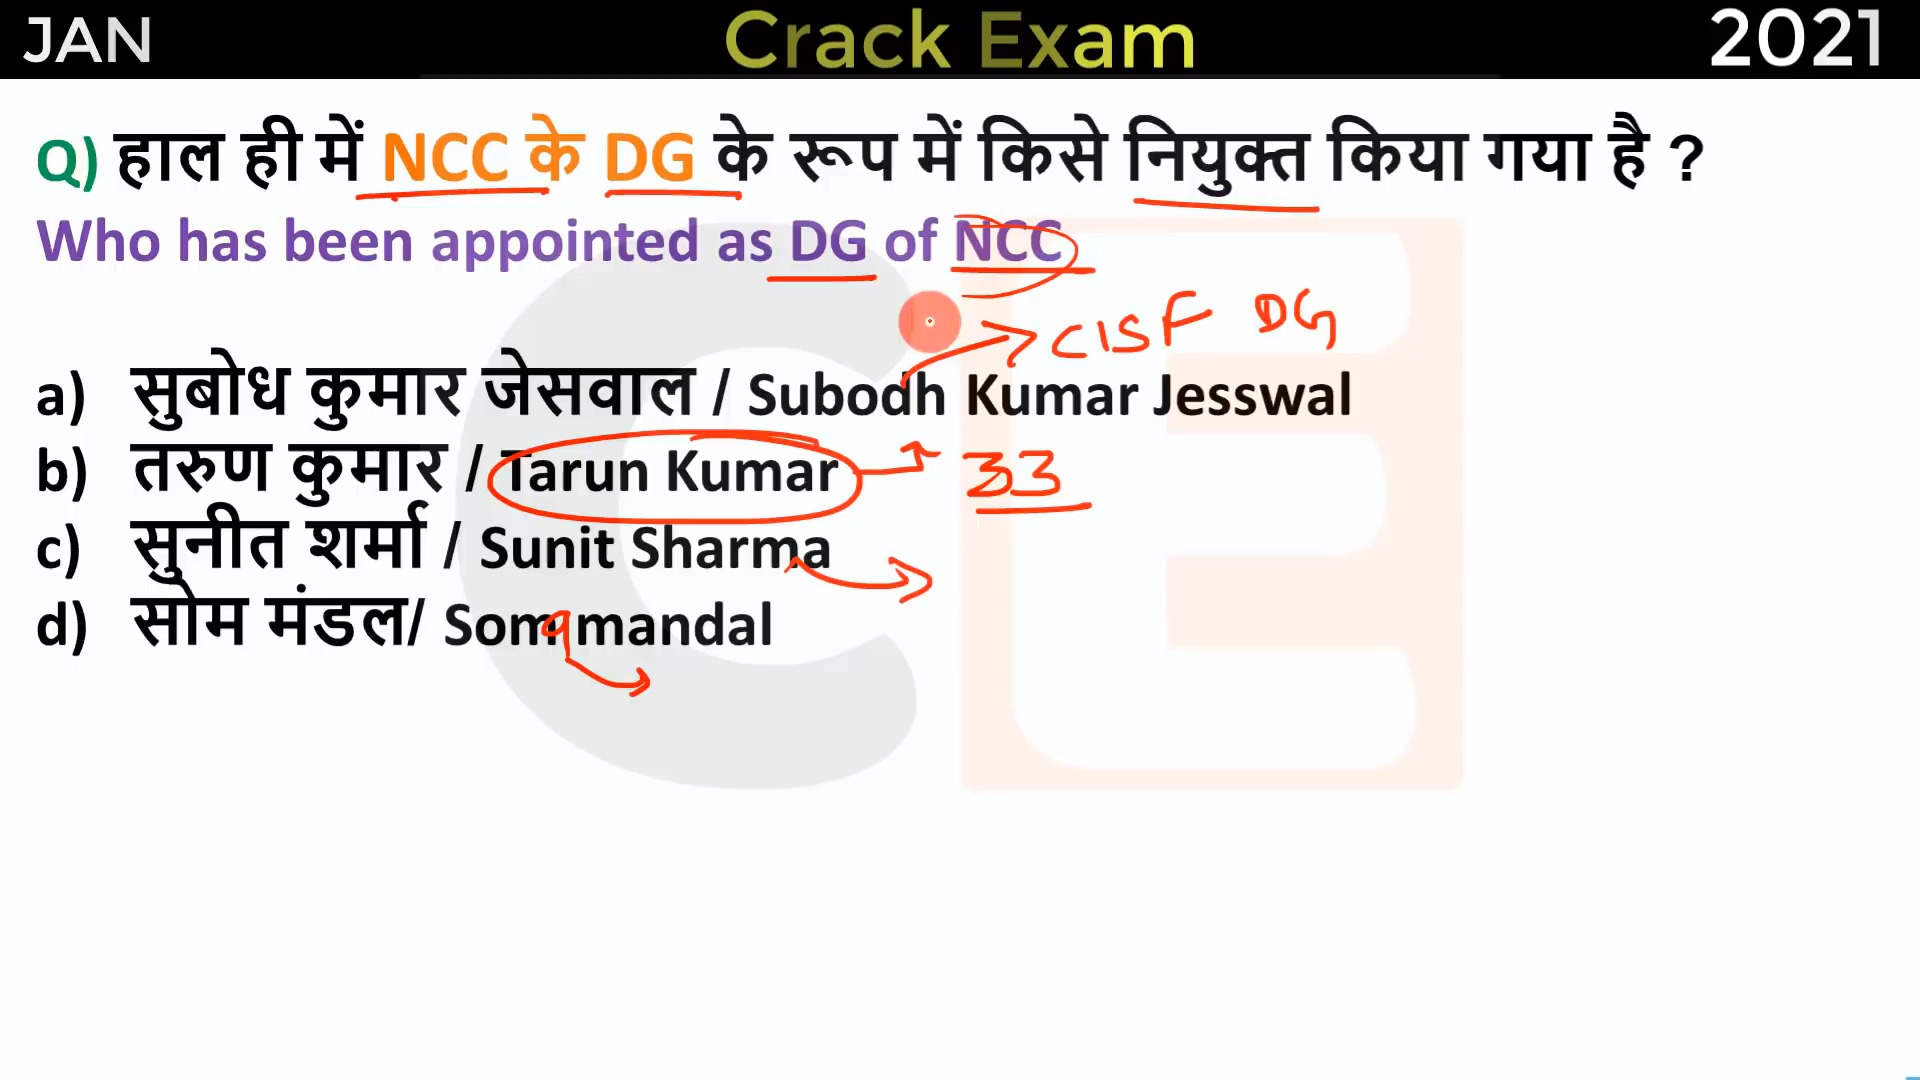 JAN Crack Exam 2021
Q) हाल ही में NCC के DG के रूप में किसे नियुक्त किया गया है ?
Who has been appointed as DG of NCC
CISF DG
a) सुबोध कुमार जेसवाल / Subodh Kumar Jesswal
b) तरुण कुमार / Tarun Kumar 33
c) सुनीत शर्मा / Sunit Sharma
d) सोम मंडल/ Som mandal